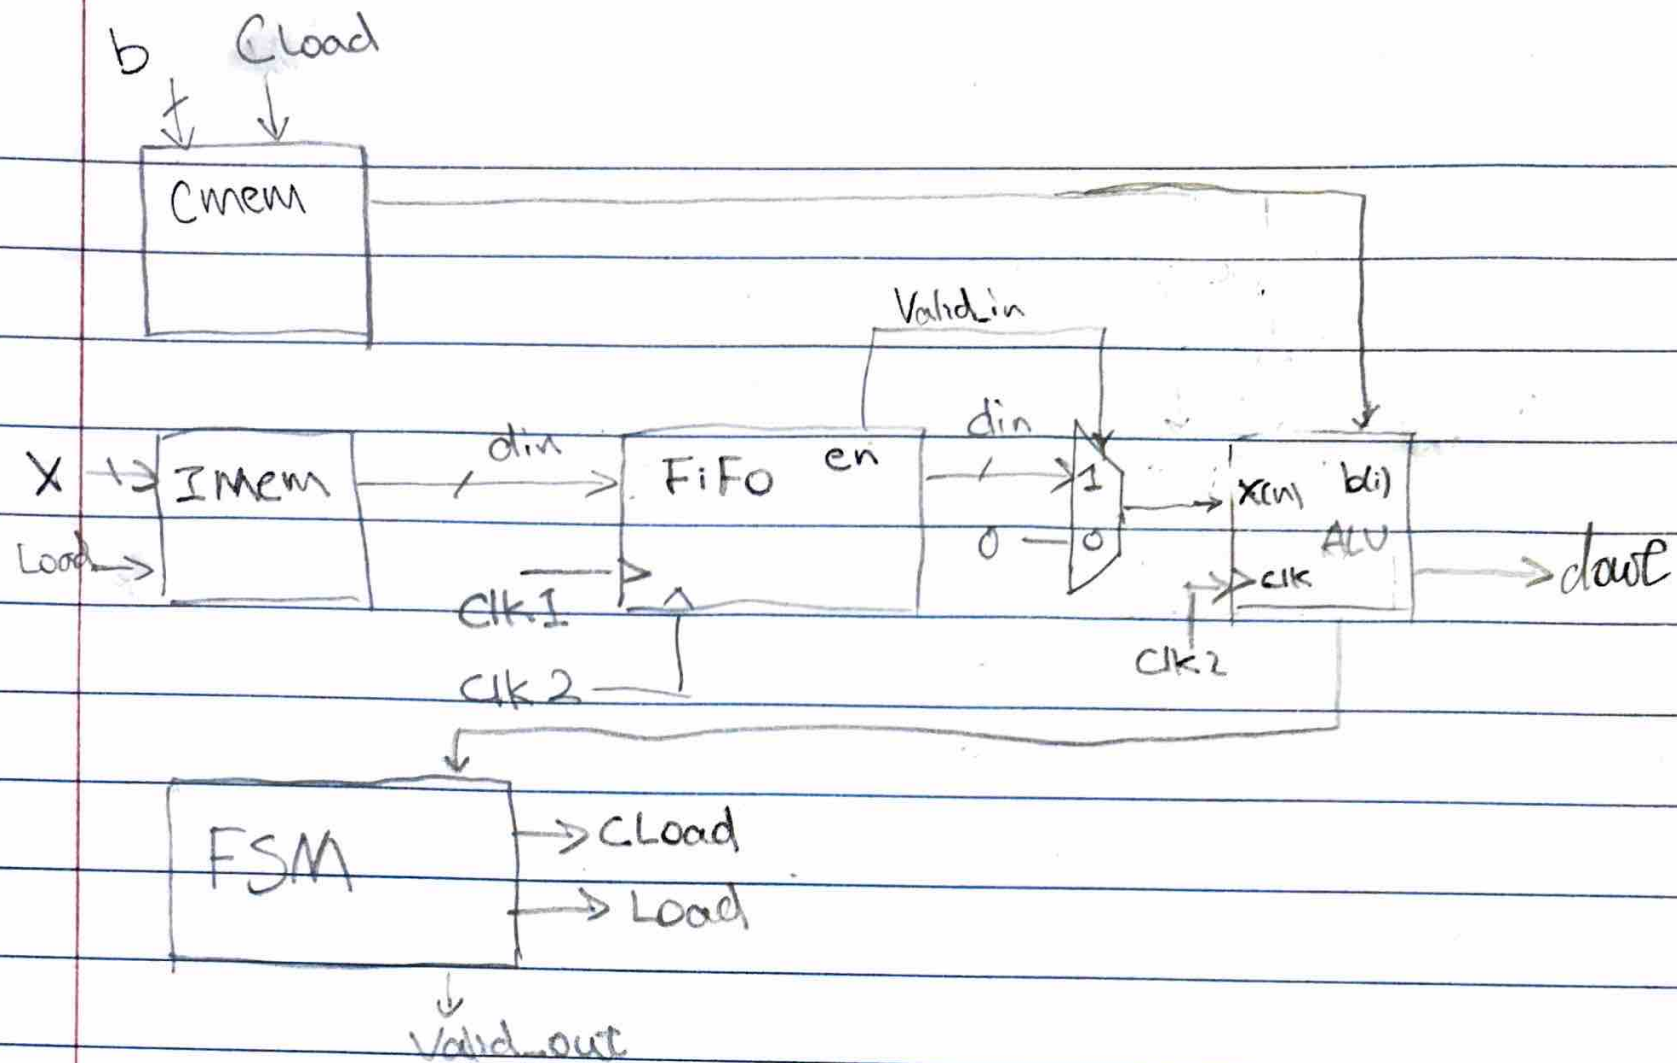 b CLoad
Cmem
Valid_in
X IMem din FiFo en din 1 x(n) b(i)
Load 0 0 ALU
Clk1 clk dout
Clk2 Clk2
FSM CLoad
Load
Valid_out